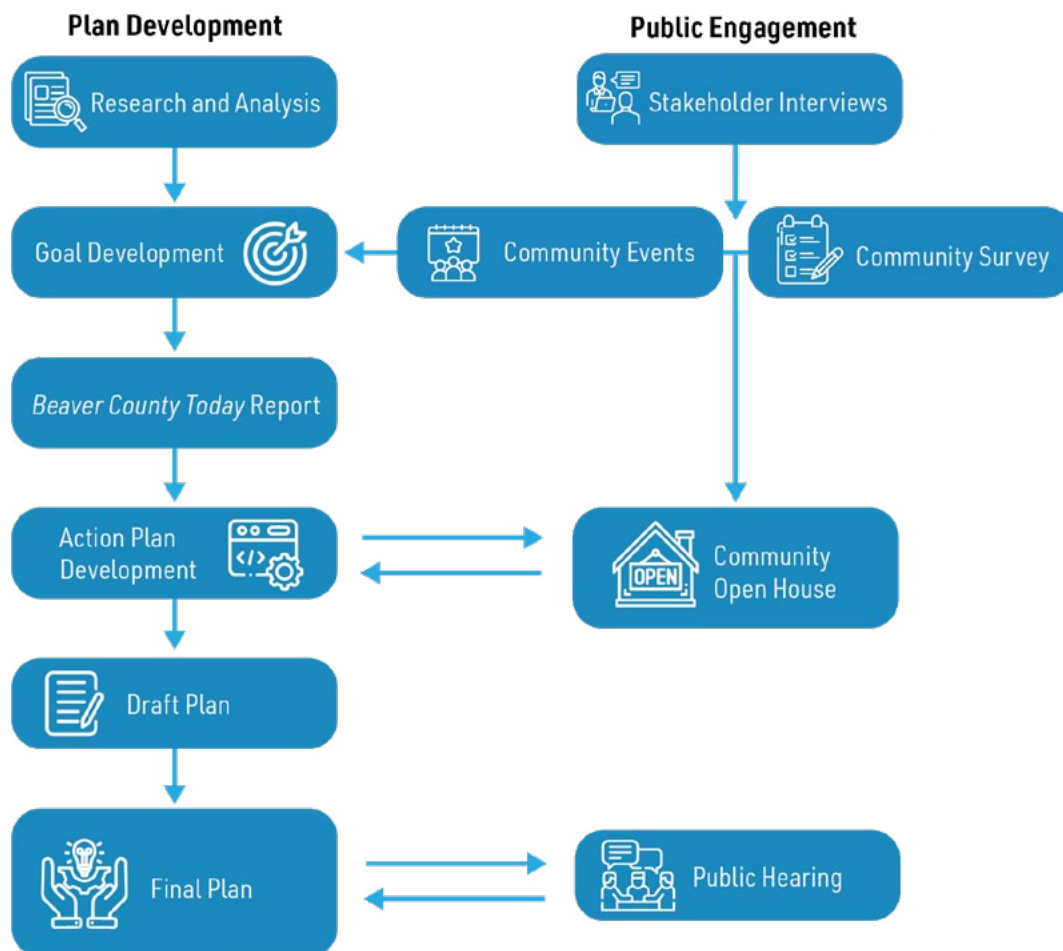 Plan Development
Public Engagement
Research and Analysis
Stakeholder Interviews
Goal Development
Community Events
Community Survey
Beaver County Today Report
Action Plan
Development
</>
OPEN
Community
Open House
Draft Plan
Final Plan
Public Hearing